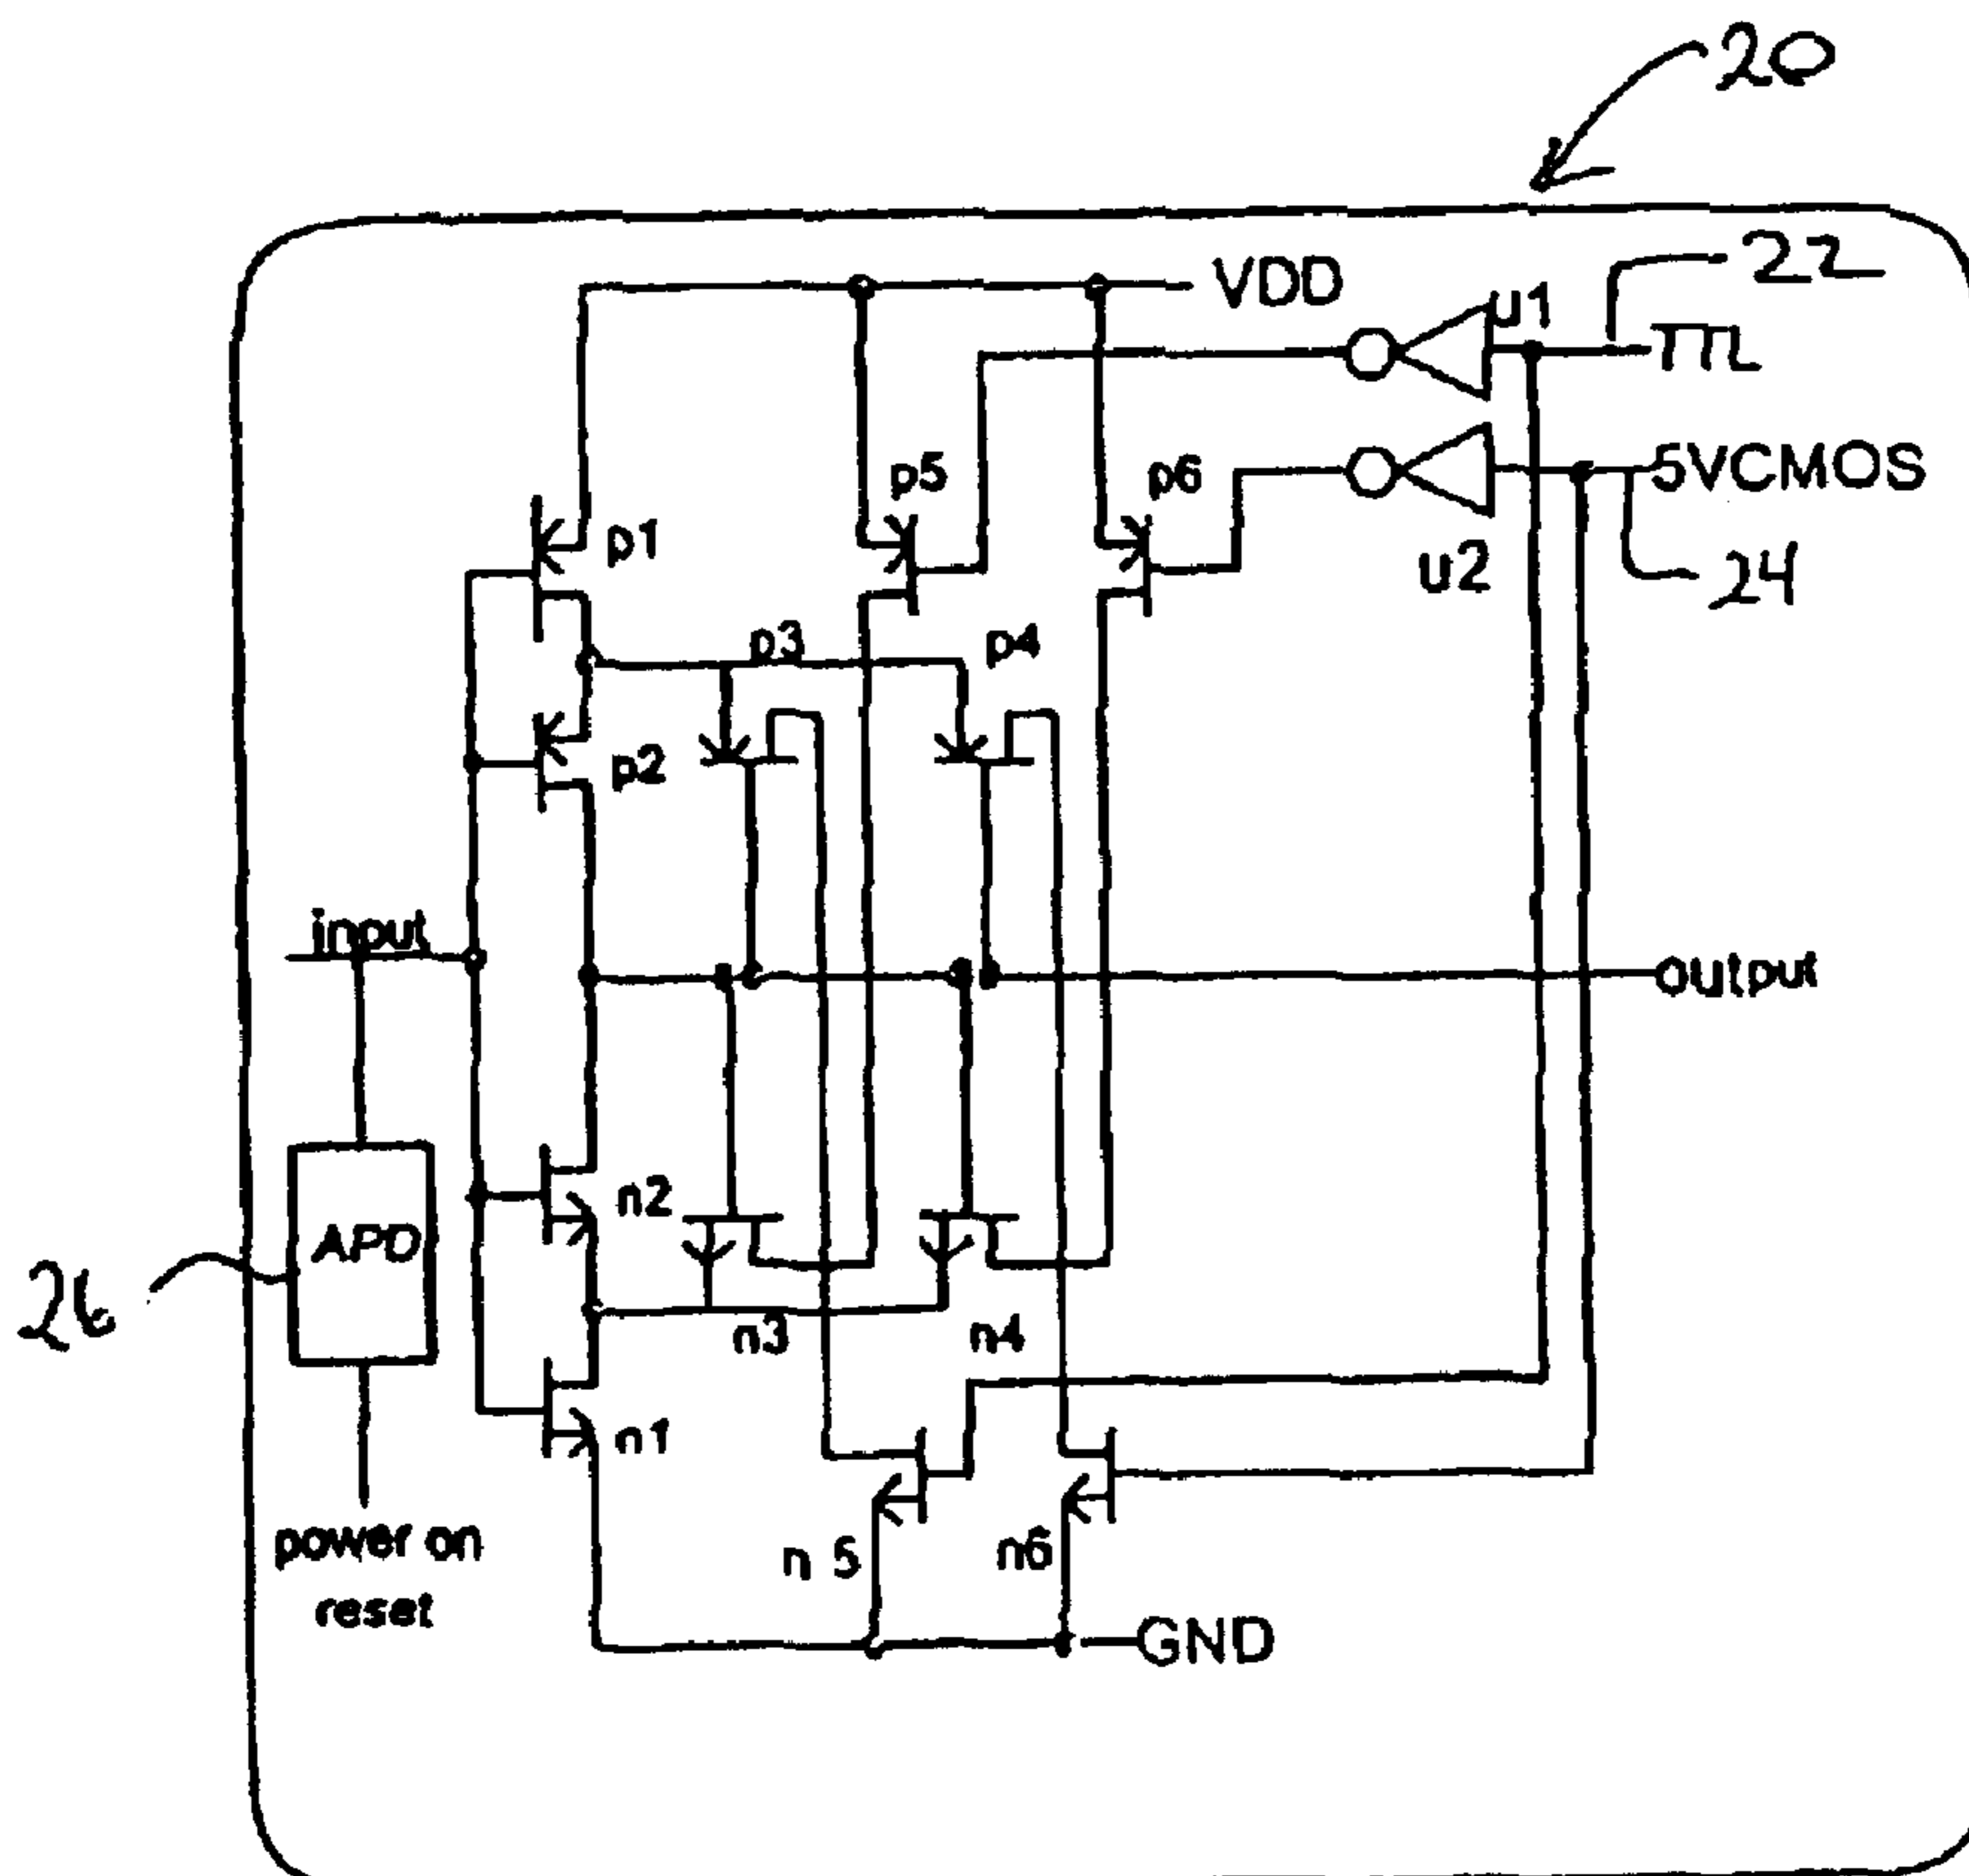 20
VDD
u1
22
TTL
p5
p6
5VCMOS
p1
u2
24
p3
p4
p2
input
output
n2
APD
26
n3
n4
n1
power on
reset
n 5
n6
GND